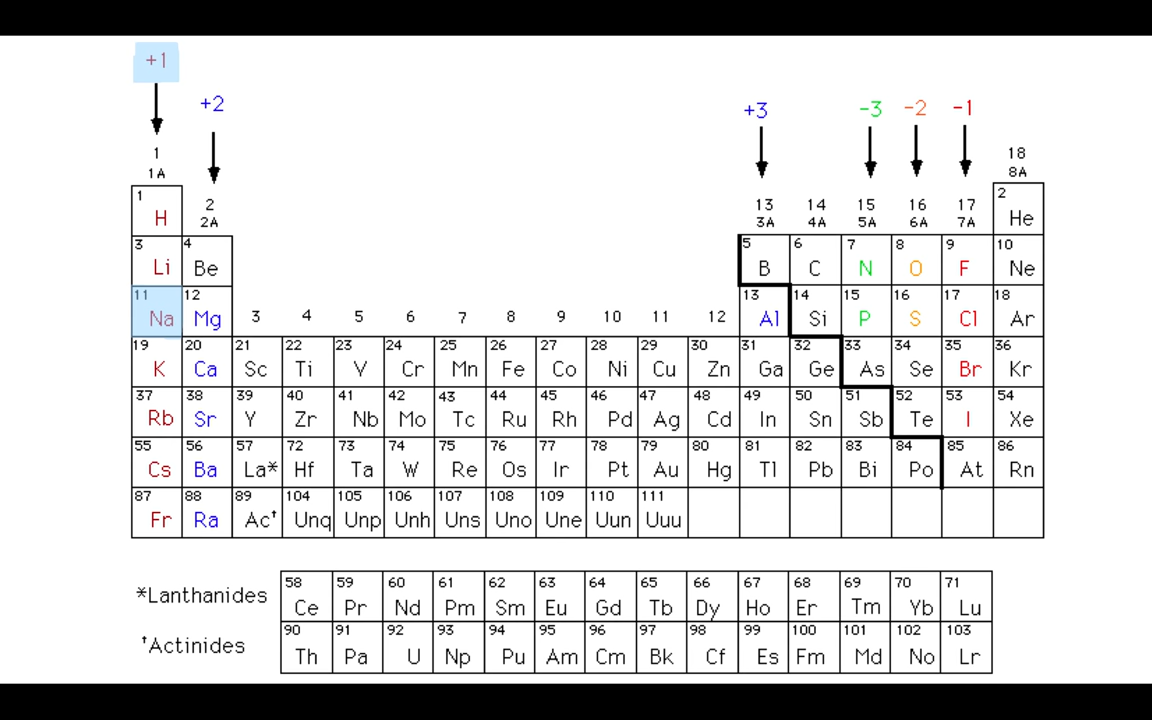 +1
+2 +3 -3 -2 -1
1 18
1A 8A
1 2 13 14 15 16 17 2
H 2A 3A 4A 5A 6A 7A He
3 4 5 6 7 8 9 10
Li Be B C N O F Ne
11 12 13 14 15 16 17 18
Na Mg 3 4 5 6 7 8 9 10 11 12 Al Si P S Cl Ar
19 20 21 22 23 24 25 26 27 28 29 30 31 32 33 34 35 36
K Ca Sc Ti V Cr Mn Fe Co Ni Cu Zn Ga Ge As Se Br Kr
37 38 39 40 41 42 43 44 45 46 47 48 49 50 51 52 53 54
Rb Sr Y Zr Nb Mo Tc Ru Rh Pd Ag Cd In Sn Sb Te I Xe
55 56 57 72 73 74 75 76 77 78 79 80 81 82 83 84 85 86
Cs Ba La* Hf Ta W Re Os Ir Pt Au Hg Tl Pb Bi Po At Rn
87 88 89 104 105 106 107 108 109 110 111
Fr Ra Ac† Unq Unp Unh Uns Uno Une Uun Uuu
58 59 60 61 62 63 64 65 66 67 68 69 70 71
*Lanthanides Ce Pr Nd Pm Sm Eu Gd Tb Dy Ho Er Tm Yb Lu
90 91 92 93 94 95 96 97 98 99 100 101 102 103
†Actinides Th Pa U Np Pu Am Cm Bk Cf Es Fm Md No Lr